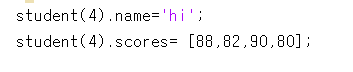 student(4).name='hi';
student(4).scores= [88,82,90,80];